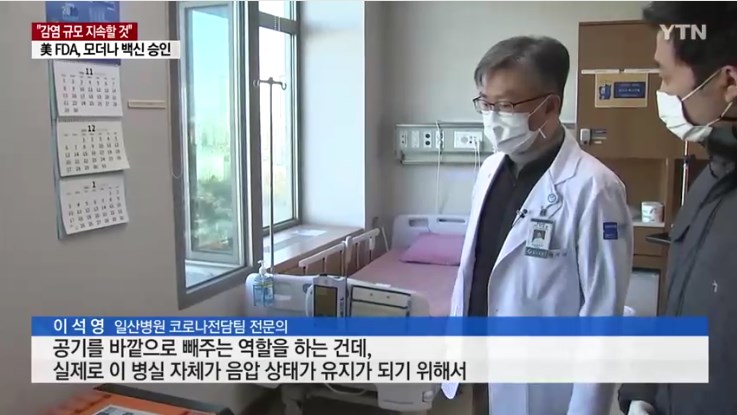 "감염 규모 지속할 것"
美 FDA, 모더나 백신 승인
YTN
11
12
1
이석영 일산병원 코로나전담팀 전문의
공기를 바깥으로 빼주는 역할을 하는 건데,
실제로 이 병실 자체가 음압 상태가 유지가 되기 위해서